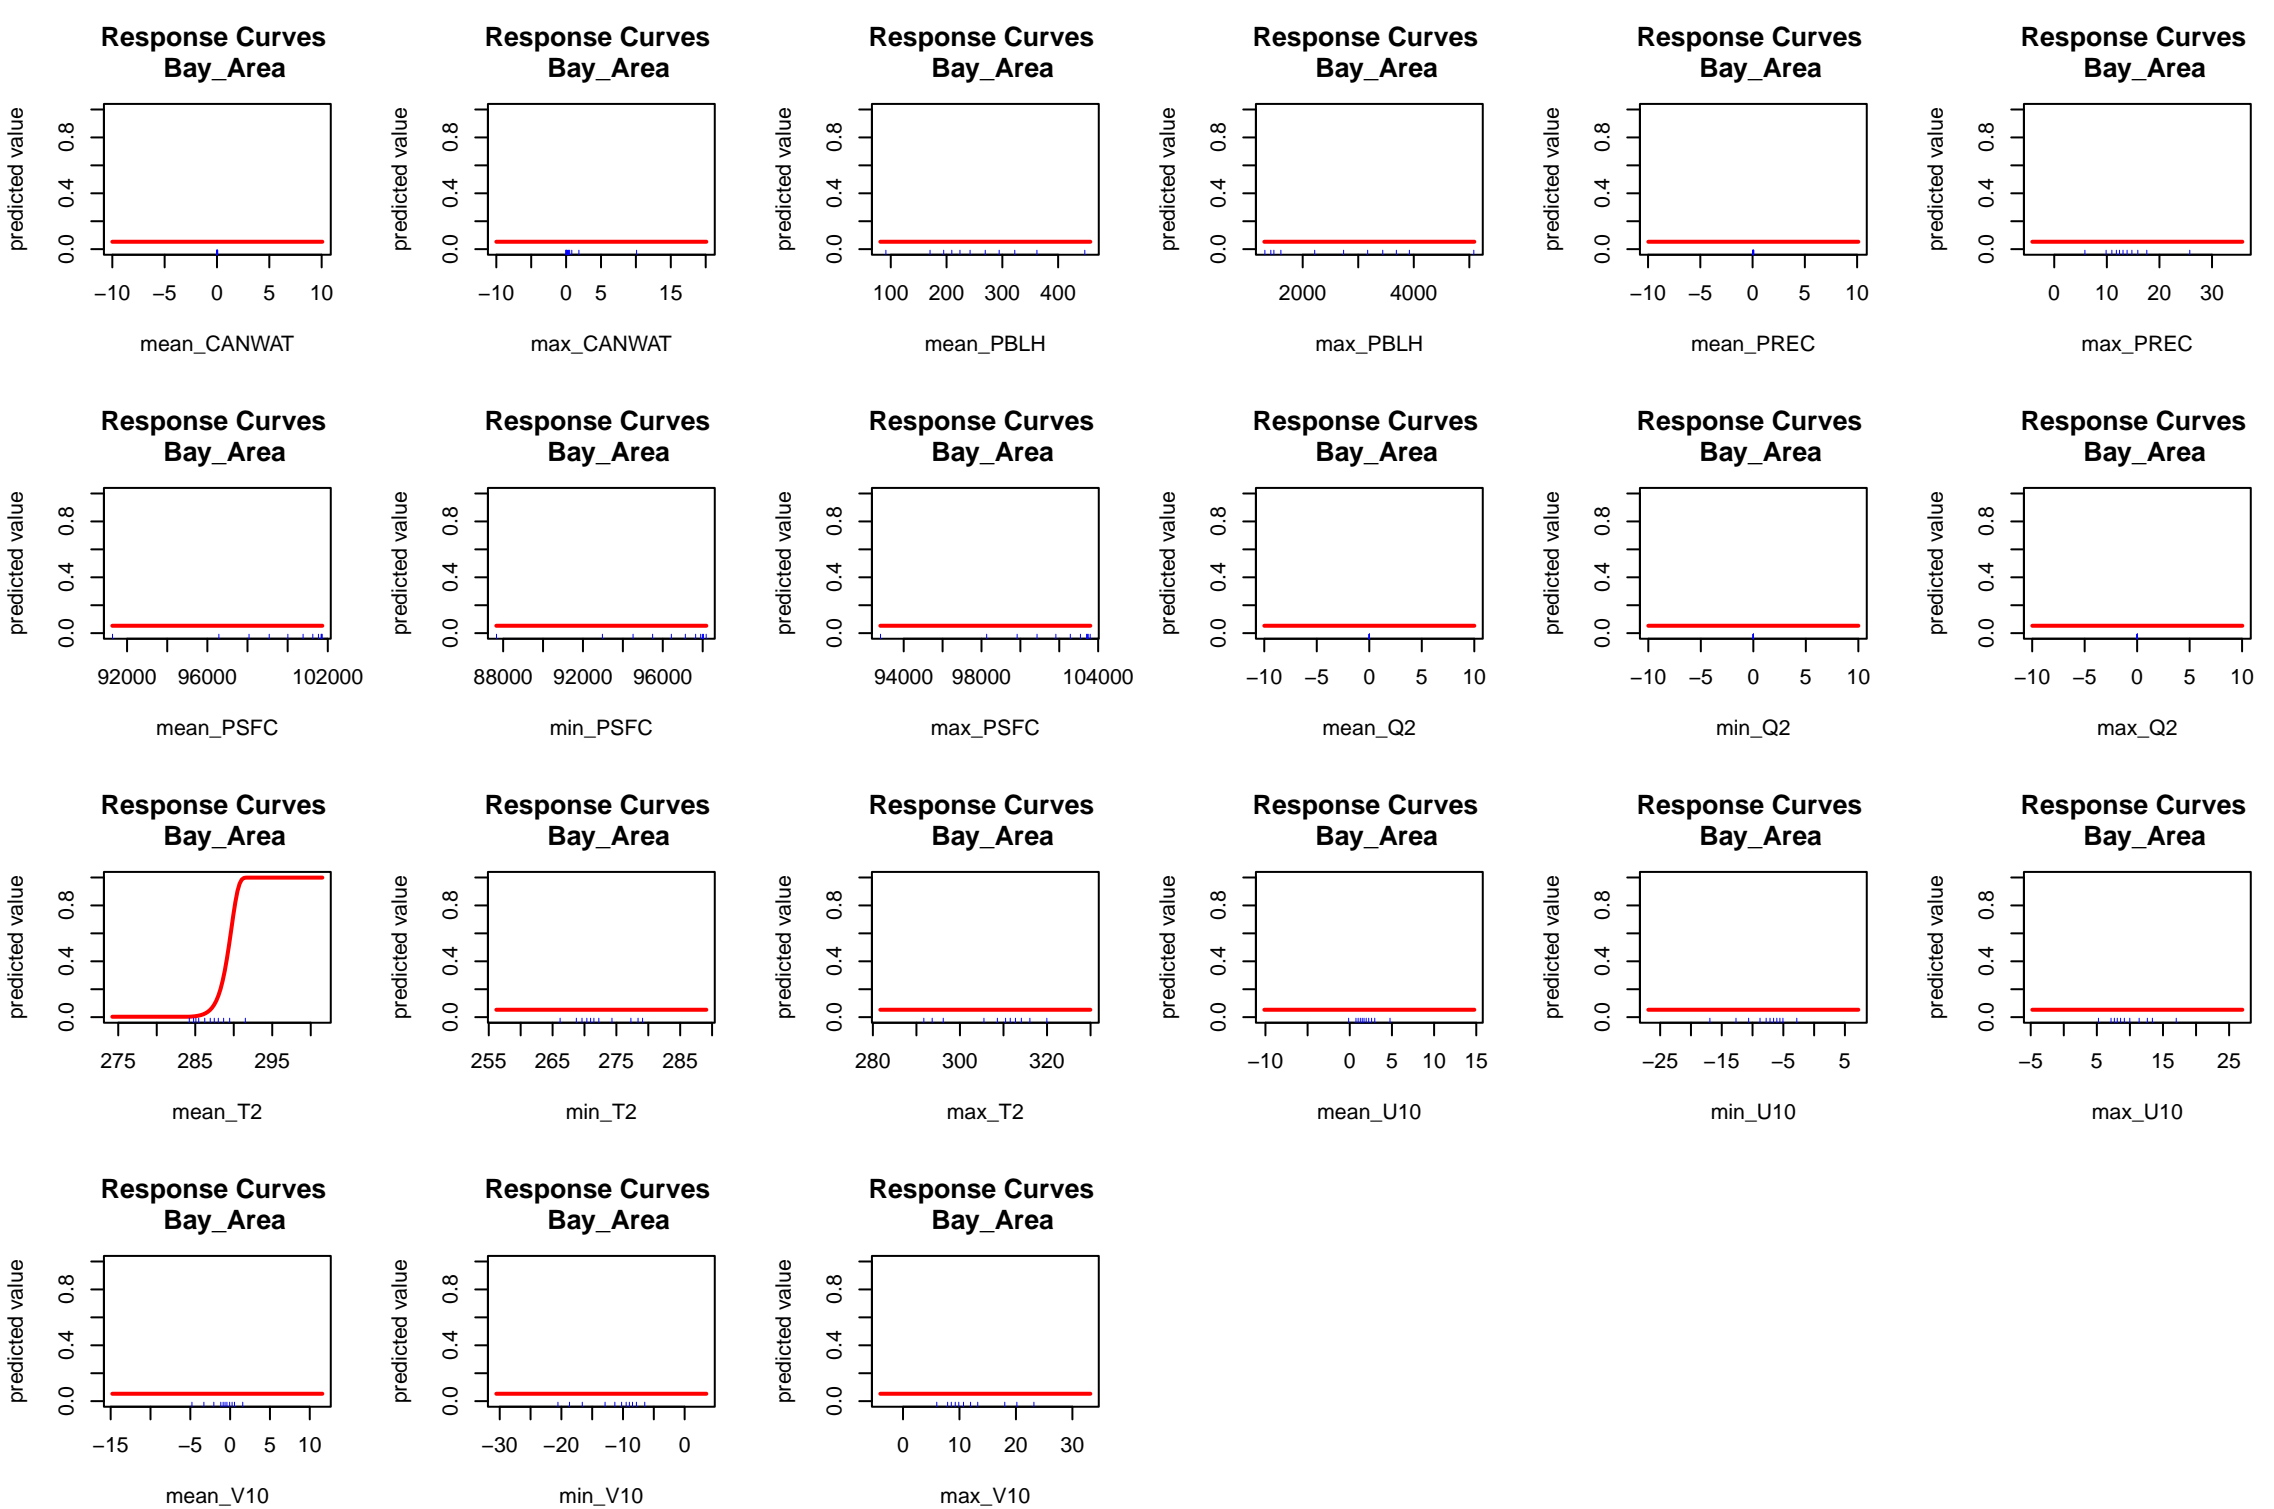 Response Curves
Bay_Area
predicted value
0.0 0.4 0.8
−10 −5 0 5 10
mean_CANWAT
Response Curves
Bay_Area
predicted value
0.0 0.4 0.8
−10 0 5 15
max_CANWAT
Response Curves
Bay_Area
predicted value
0.0 0.4 0.8
100 200 300 400
mean_PBLH
Response Curves
Bay_Area
predicted value
0.0 0.4 0.8
2000 4000
max_PBLH
Response Curves
Bay_Area
predicted value
0.0 0.4 0.8
−10 −5 0 5 10
mean_PREC
Response Curves
Bay_Area
predicted value
0.0 0.4 0.8
0 10 20 30
max_PREC
Response Curves
Bay_Area
predicted value
0.0 0.4 0.8
92000 96000 102000
mean_PSFC
Response Curves
Bay_Area
predicted value
0.0 0.4 0.8
88000 92000 96000
min_PSFC
Response Curves
Bay_Area
predicted value
0.0 0.4 0.8
94000 98000 104000
max_PSFC
Response Curves
Bay_Area
predicted value
0.0 0.4 0.8
−10 −5 0 5 10
mean_Q2
Response Curves
Bay_Area
predicted value
0.0 0.4 0.8
−10 −5 0 5 10
min_Q2
Response Curves
Bay_Area
predicted value
0.0 0.4 0.8
−10 −5 0 5 10
max_Q2
Response Curves
Bay_Area
predicted value
0.0 0.4 0.8
275 285 295
mean_T2
Response Curves
Bay_Area
predicted value
0.0 0.4 0.8
255 265 275 285
min_T2
Response Curves
Bay_Area
predicted value
0.0 0.4 0.8
280 300 320
max_T2
Response Curves
Bay_Area
predicted value
0.0 0.4 0.8
−10 0 5 10 15
mean_U10
Response Curves
Bay_Area
predicted value
0.0 0.4 0.8
−25 −15 −5 5
min_U10
Response Curves
Bay_Area
predicted value
0.0 0.4 0.8
−5 5 15 25
max_U10
Response Curves
Bay_Area
predicted value
0.0 0.4 0.8
−15 −5 0 5 10
mean_V10
Response Curves
Bay_Area
predicted value
0.0 0.4 0.8
−30 −20 −10 0
min_V10
Response Curves
Bay_Area
predicted value
0.0 0.4 0.8
0 10 20 30
max_V10